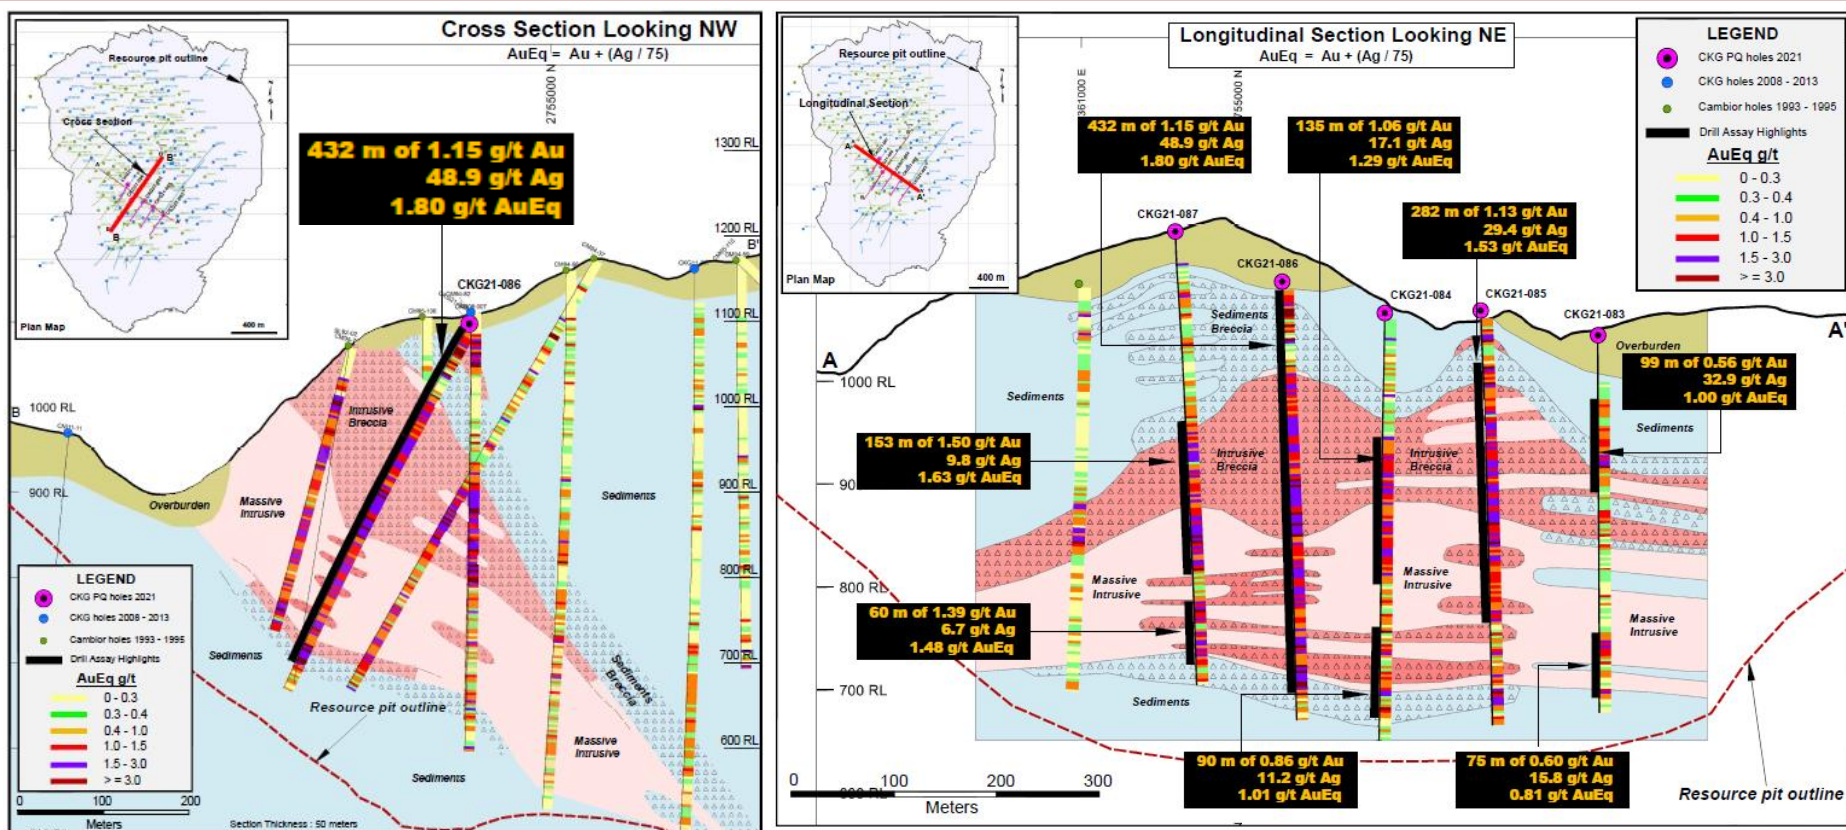 Cross Section Looking NW
AuEq = Au + (Ag / 75)
Resource pit outline
Cross Section
B'
B
Plan Map
400 m
2755000 N
432 m of 1.15 g/t Au
48.9 g/t Ag
1.80 g/t AuEq
CKG21-086
1300 RL
1200 RL
B'
1100 RL
1000 RL
900 RL
800 RL
700 RL
600 RL
B
1000 RL
900 RL
Overburden
Massive
Intrusive
Intrusive
Breccia
Sediments
Sediments
Sediments
Breccia
Massive
Intrusive
Sediments
Resource pit outline
LEGEND
CKG PQ holes 2021
CKG holes 2008 - 2013
Cambior holes 1993 - 1995
Drill Assay Highlights
AuEq g/t
0 - 0.3
0.3 - 0.4
0.4 - 1.0
1.0 - 1.5
1.5 - 3.0
> = 3.0
0 100 200
Meters
Section Thickness : 50 meters
Longitudinal Section Looking NE
AuEq = Au + (Ag / 75)
Resource pit outline
Longitudinal Section
A
A'
Plan Map
400 m
361000 E
LEGEND
CKG PQ holes 2021
CKG holes 2008 - 2013
Cambior holes 1993 - 1995
Drill Assay Highlights
AuEq g/t
0 - 0.3
0.3 - 0.4
0.4 - 1.0
1.0 - 1.5
1.5 - 3.0
> = 3.0
432 m of 1.15 g/t Au
48.9 g/t Ag
1.80 g/t AuEq
135 m of 1.06 g/t Au
17.1 g/t Ag
1.29 g/t AuEq
282 m of 1.13 g/t Au
29.4 g/t Ag
1.53 g/t AuEq
CKG21-087
CKG21-086
CKG21-084
CKG21-085
CKG21-083
A
A'
1000 RL
800 RL
700 RL
Overburden
Sediments
Breccia
Sediments
Sediments
99 m of 0.56 g/t Au
32.9 g/t Ag
1.00 g/t AuEq
153 m of 1.50 g/t Au
9.8 g/t Ag
1.63 g/t AuEq
Intrusive
Breccia
Intrusive
Breccia
Massive
Intrusive
Massive
Intrusive
Massive
Intrusive
60 m of 1.39 g/t Au
6.7 g/t Ag
1.48 g/t AuEq
Sediments
90 m of 0.86 g/t Au
11.2 g/t Ag
1.01 g/t AuEq
75 m of 0.60 g/t Au
15.8 g/t Ag
0.81 g/t AuEq
0 100 200 300
Meters
Resource pit outline